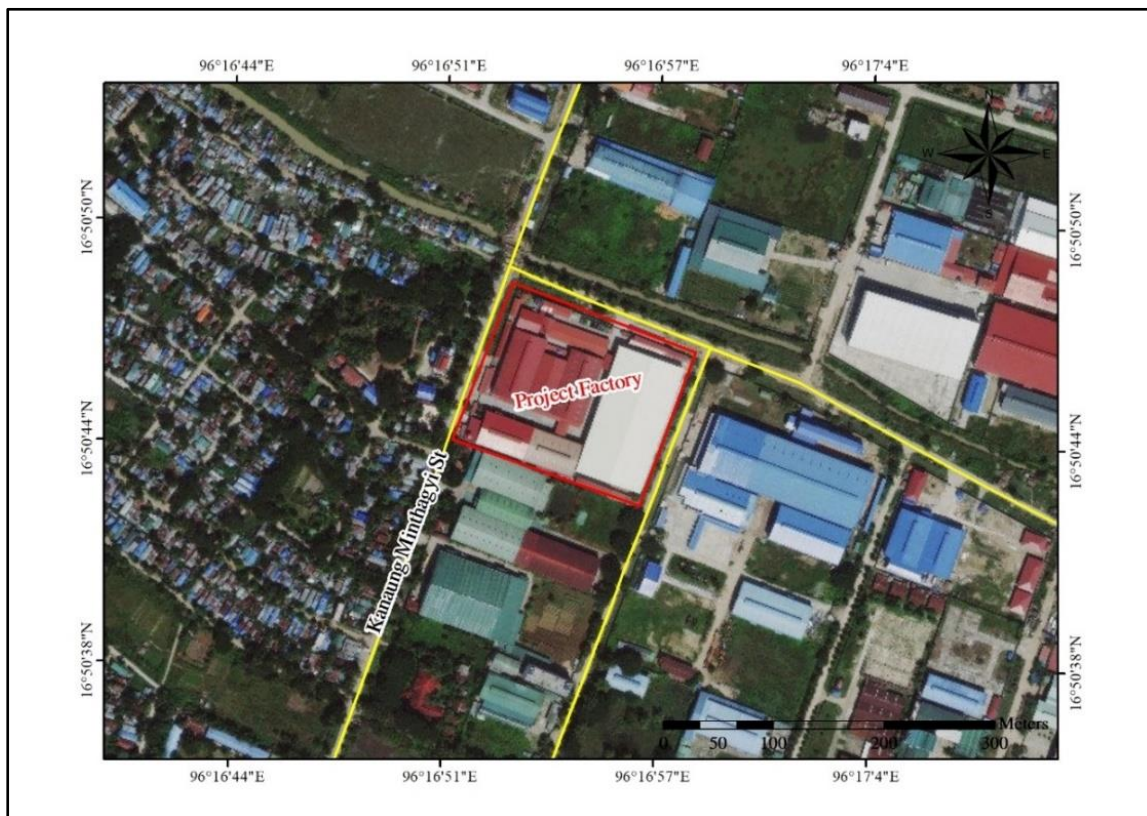 96°16'44"E
96°16'51"E
96°16'57"E
96°17'4"E
N
W
E
S
16°50'50"N
16°50'50"N
Project Factory
16°50'44"N
16°50'44"N
Kanaung Minthagyi St
16°50'38"N
16°50'38"N
Meters
0 50 100 200 300
96°16'44"E
96°16'51"E
96°16'57"E
96°17'4"E